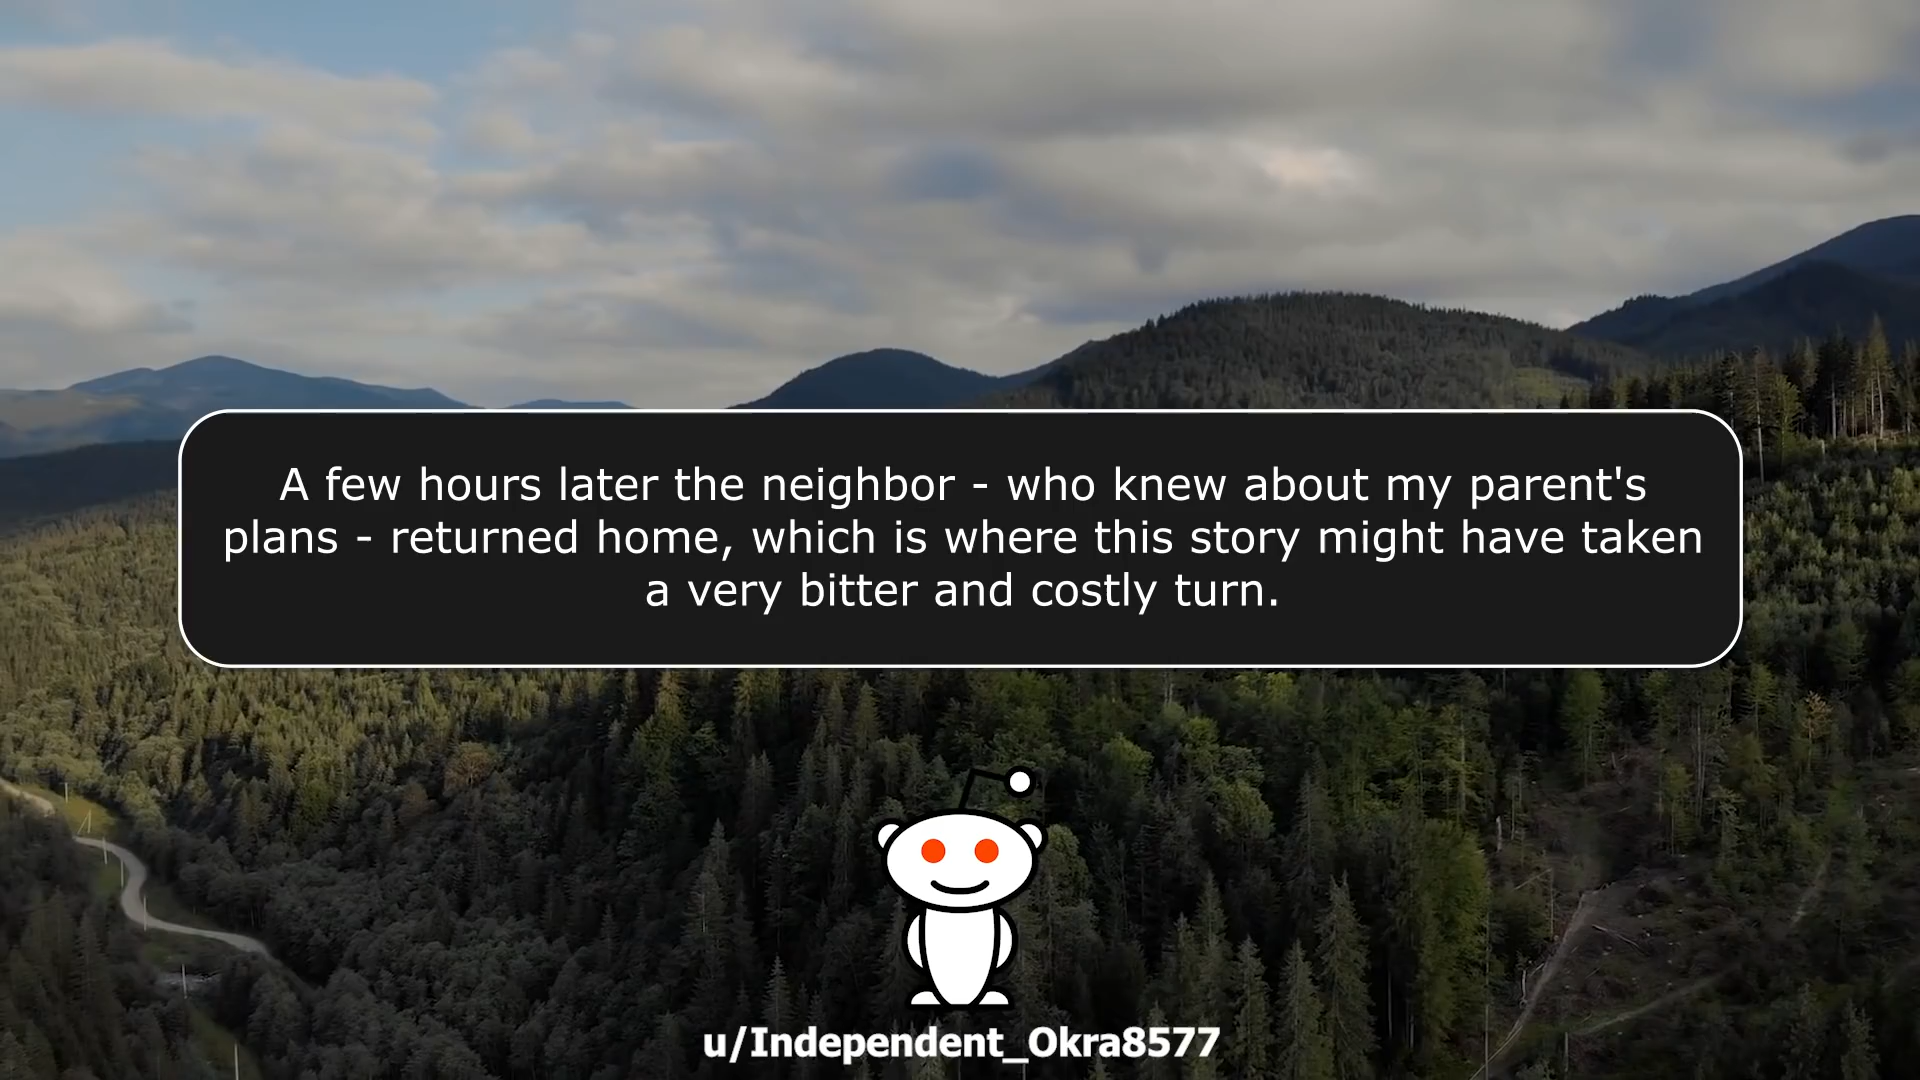 A few hours later the neighbor - who knew about my parent's
plans - returned home, which is where this story might have taken
a very bitter and costly turn.
u/Independent_Okra8577